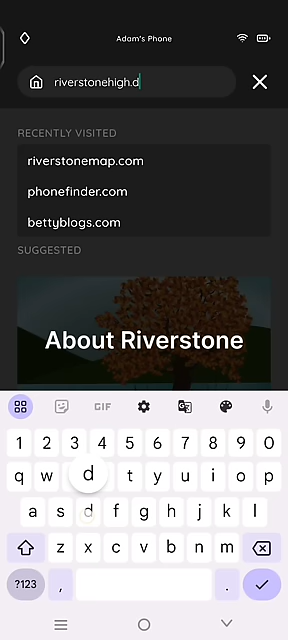 Adam's Phone
riverstonehigh.d
RECENTLY VISITED
riverstonemap.com
phonefinder.com
bettyblogs.com
SUGGESTED
About Riverstone
GIF
1 2 3 4 5 6 7 8 9 0
q w d t y u i o p
a s d f g h j k l
z x c v b n m
?123 , .